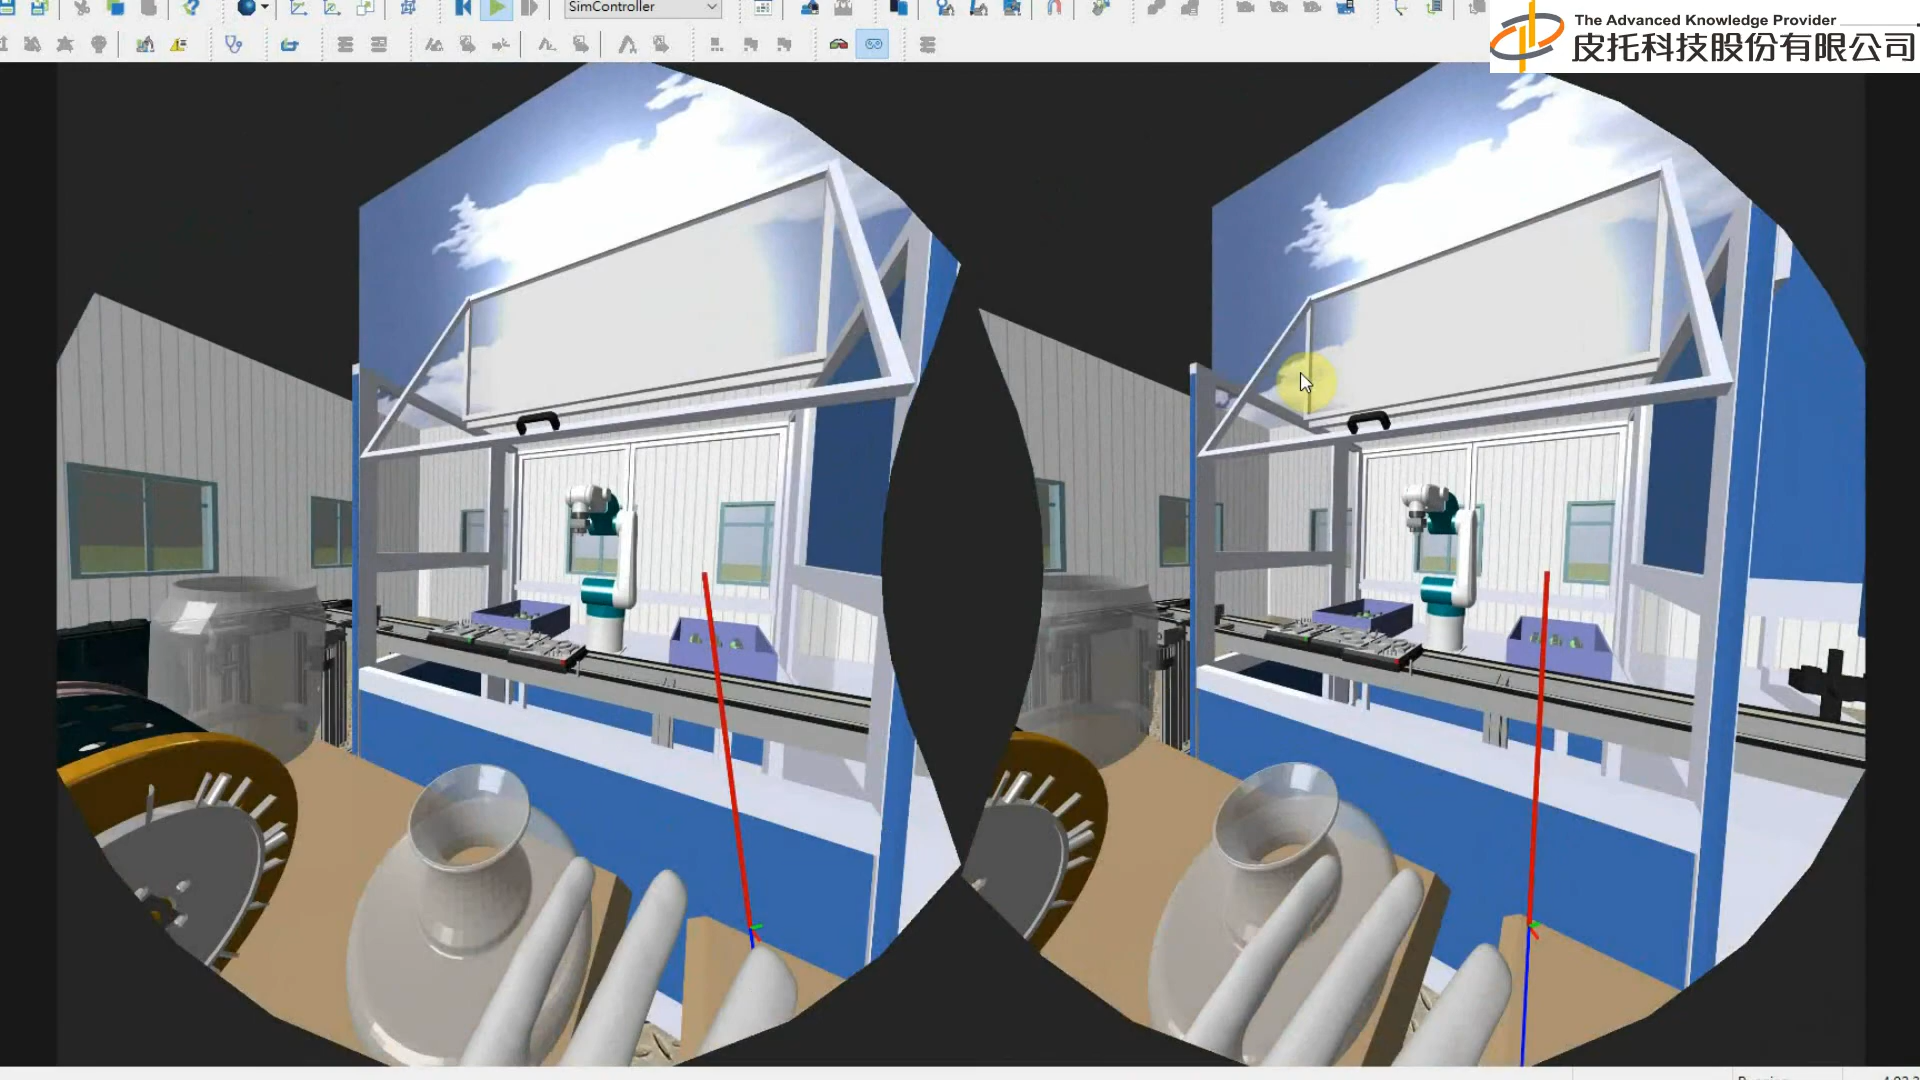 SimController
The Advanced Knowledge Provider
皮托科技股份有限公司